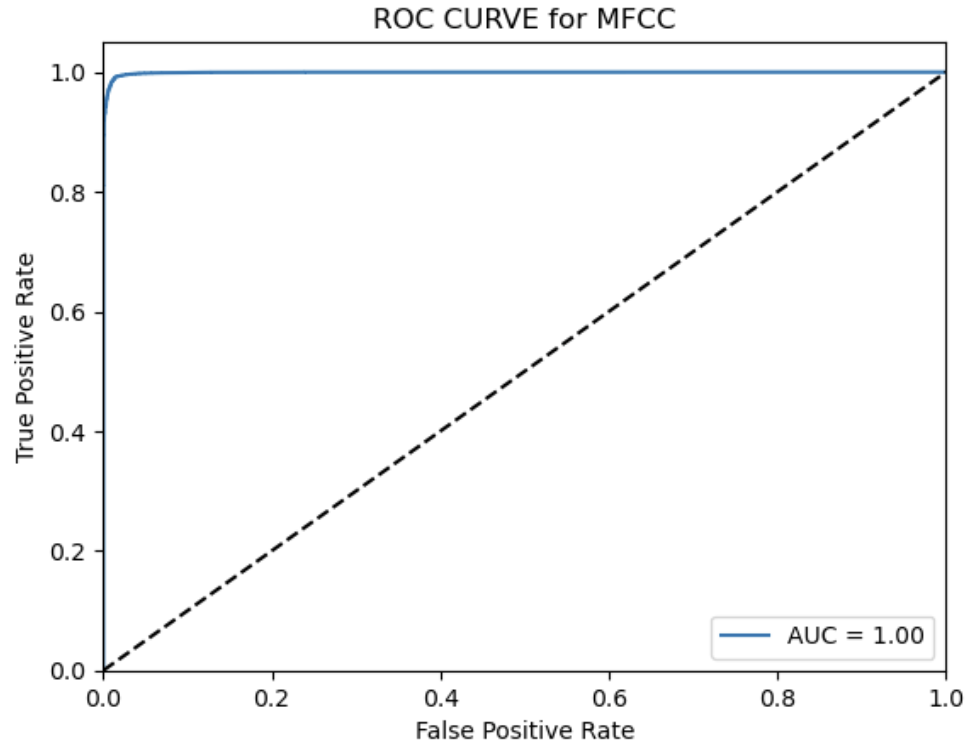 ROC CURVE for MFCC
1.0
0.8
0.6
0.4
0.2
0.0
True Positive Rate
AUC = 1.00
0.0 0.2 0.4 0.6 0.8 1.0
False Positive Rate